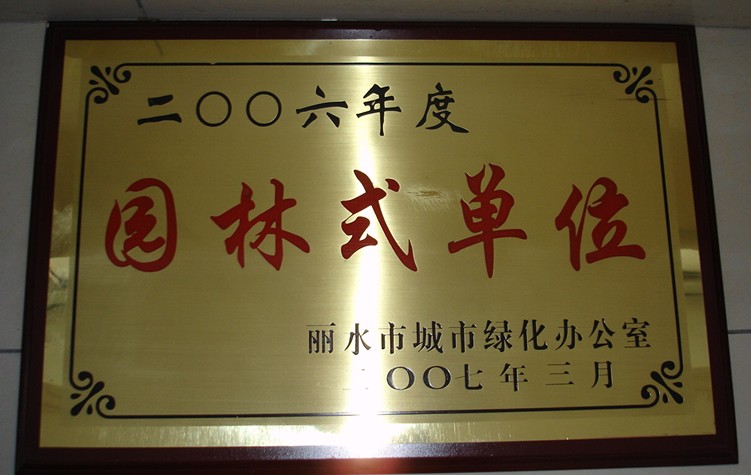 二〇〇六年度
园林式单位
丽水市城市绿化办公室
二〇〇七年三月